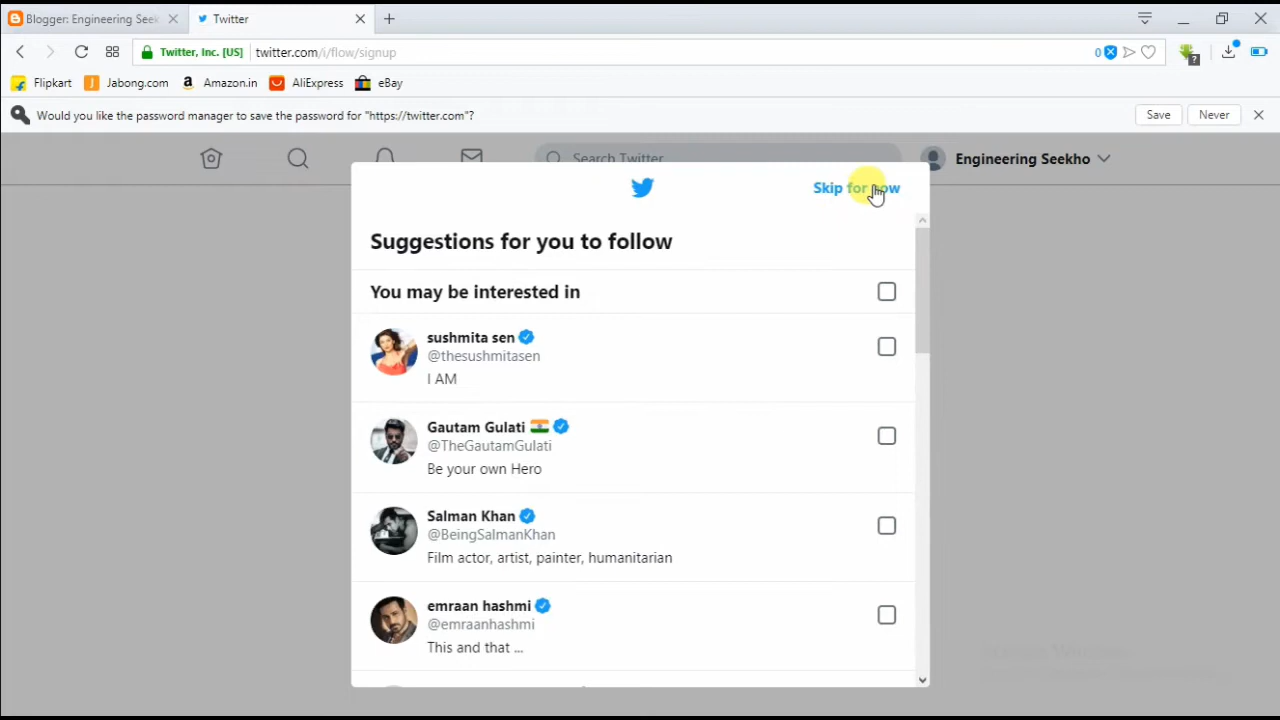 Blogger: Engineering Seek
Twitter
Twitter, Inc. [US] twitter.com/i/flow/signup
0
?
Flipkart Jabong.com Amazon.in AliExpress eBay
Would you like the password manager to save the password for "https://twitter.com"?
Save Never
Search Twitter
Engineering Seekho
Skip for now
Suggestions for you to follow
You may be interested in
sushmita sen
@thesushmitasen
I AM
Gautam Gulati
@TheGautamGulati
Be your own Hero
Salman Khan
@BeingSalmanKhan
Film actor, artist, painter, humanitarian
emraan hashmi
@emraanhashmi
This and that ...